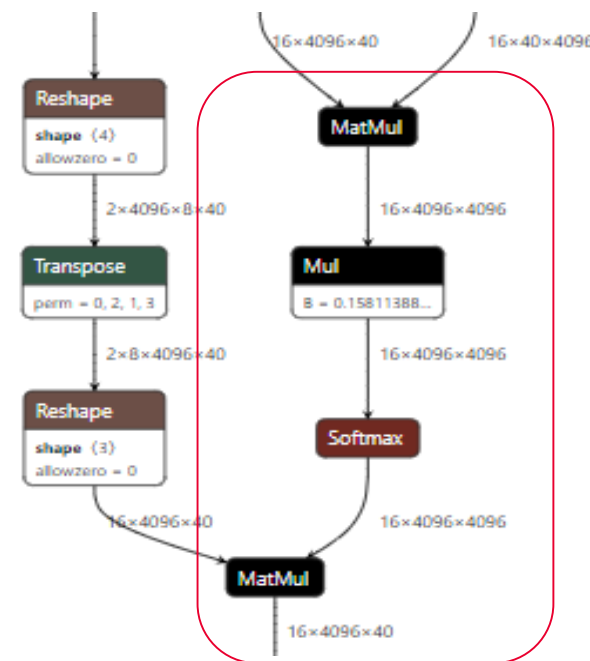 16×4096×40
16×40×4096
Reshape
shape ⟨4⟩
allowzero = 0
MatMul
2×4096×8×40
16×4096×4096
Transpose
perm = 0, 2, 1, 3
Mul
B = 0.15811388…
2×8×4096×40
16×4096×4096
Reshape
shape ⟨3⟩
allowzero = 0
Softmax
16×4096×40
16×4096×4096
MatMul
16×4096×40